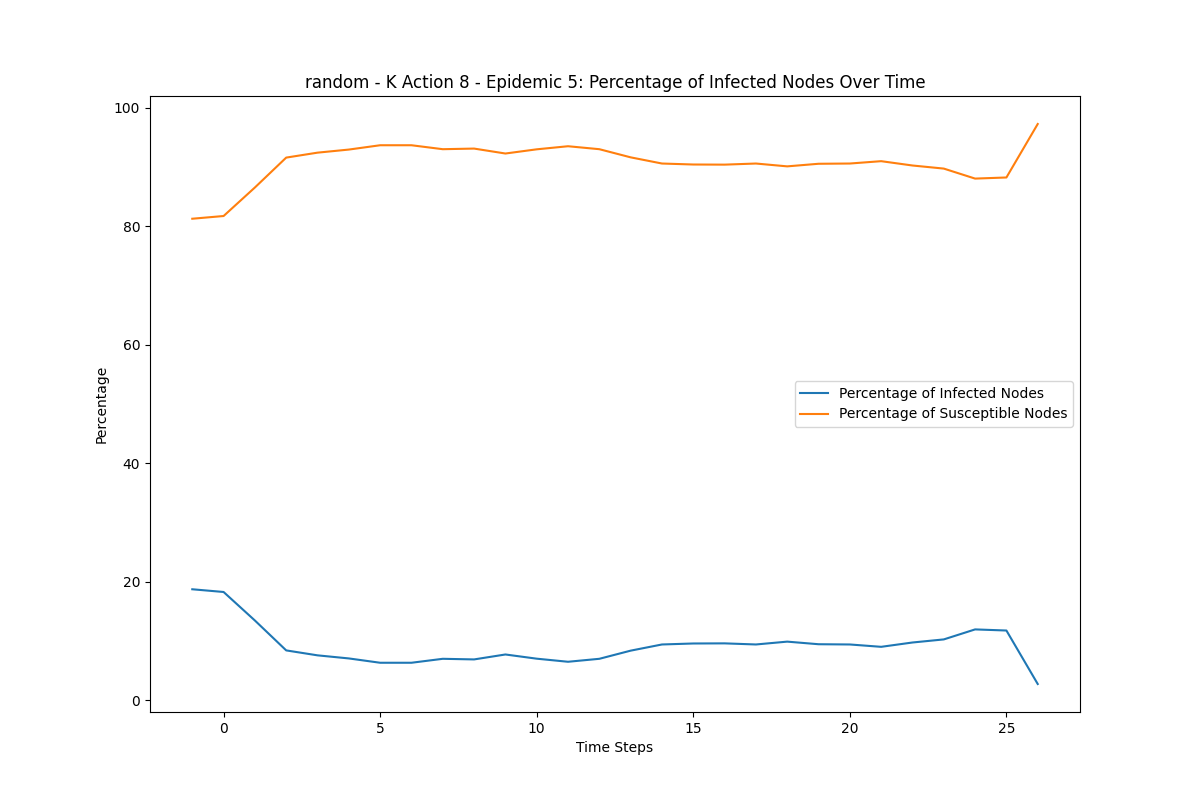 random - K Action 8 - Epidemic 5: Percentage of Infected Nodes Over Time
100
80
60
40
20
0
Percentage
Percentage of Infected Nodes
Percentage of Susceptible Nodes
0 5 10 15 20 25
Time Steps